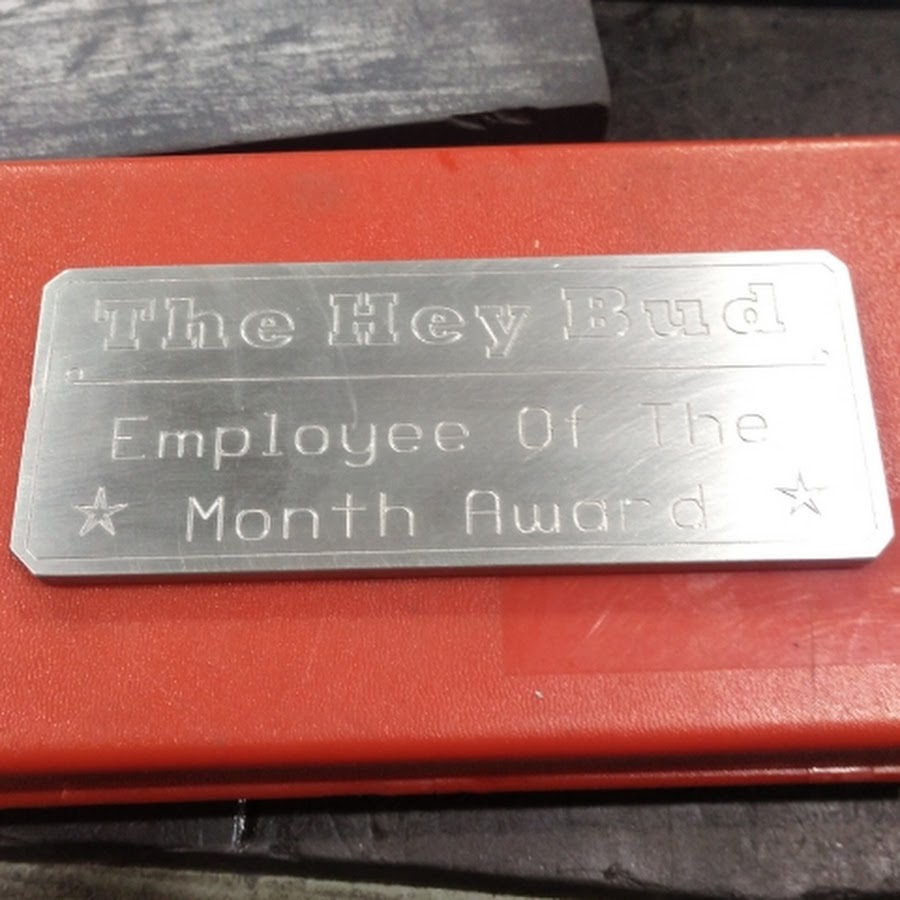 The Hey Bud
Employee Of The
Month Award